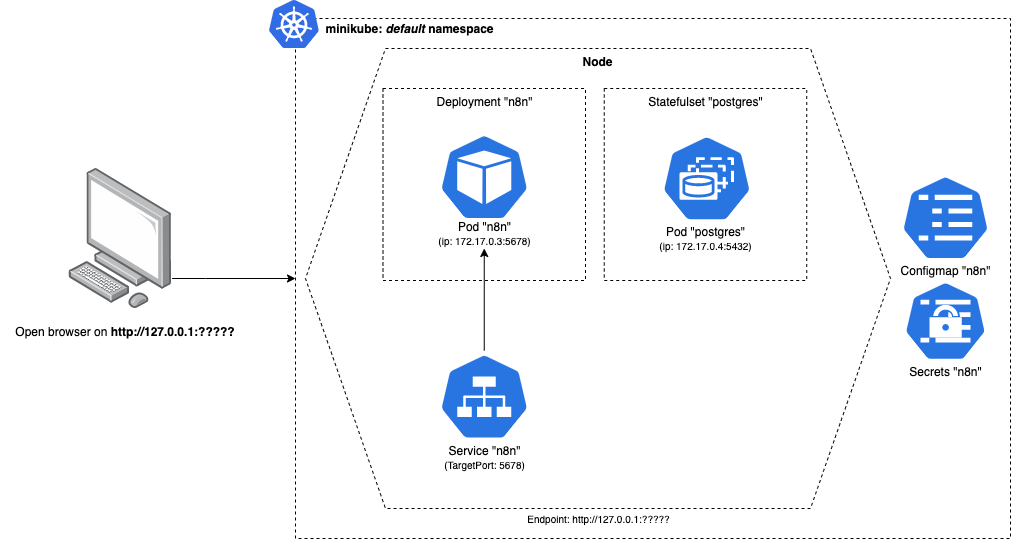 minikube: default namespace
Node
Deployment "n8n"
Statefulset "postgres"
Pod "n8n"
(ip: 172.17.0.3:5678)
Pod "postgres"
(ip: 172.17.0.4:5432)
Configmap "n8n"
Open browser on http://127.0.0.1:?????
Secrets "n8n"
Service "n8n"
(TargetPort: 5678)
Endpoint: http://127.0.0.1:?????